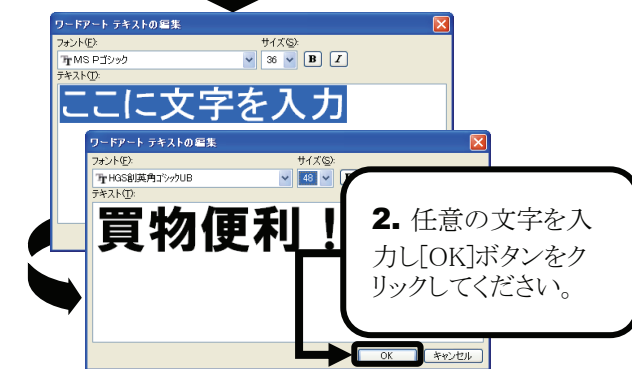 ワードアート テキストの編集
フォント(F): サイズ(S):
MS Pゴシック 36 B I
テキスト(T):
ここに文字を入力
ワードアート テキストの編集
フォント(F): サイズ(S):
HGS創英角ゴシックUB 48
テキスト(T):
買物便利！
2. 任意の文字を入
力し[OK]ボタンをク
リックしてください。
OK キャンセル